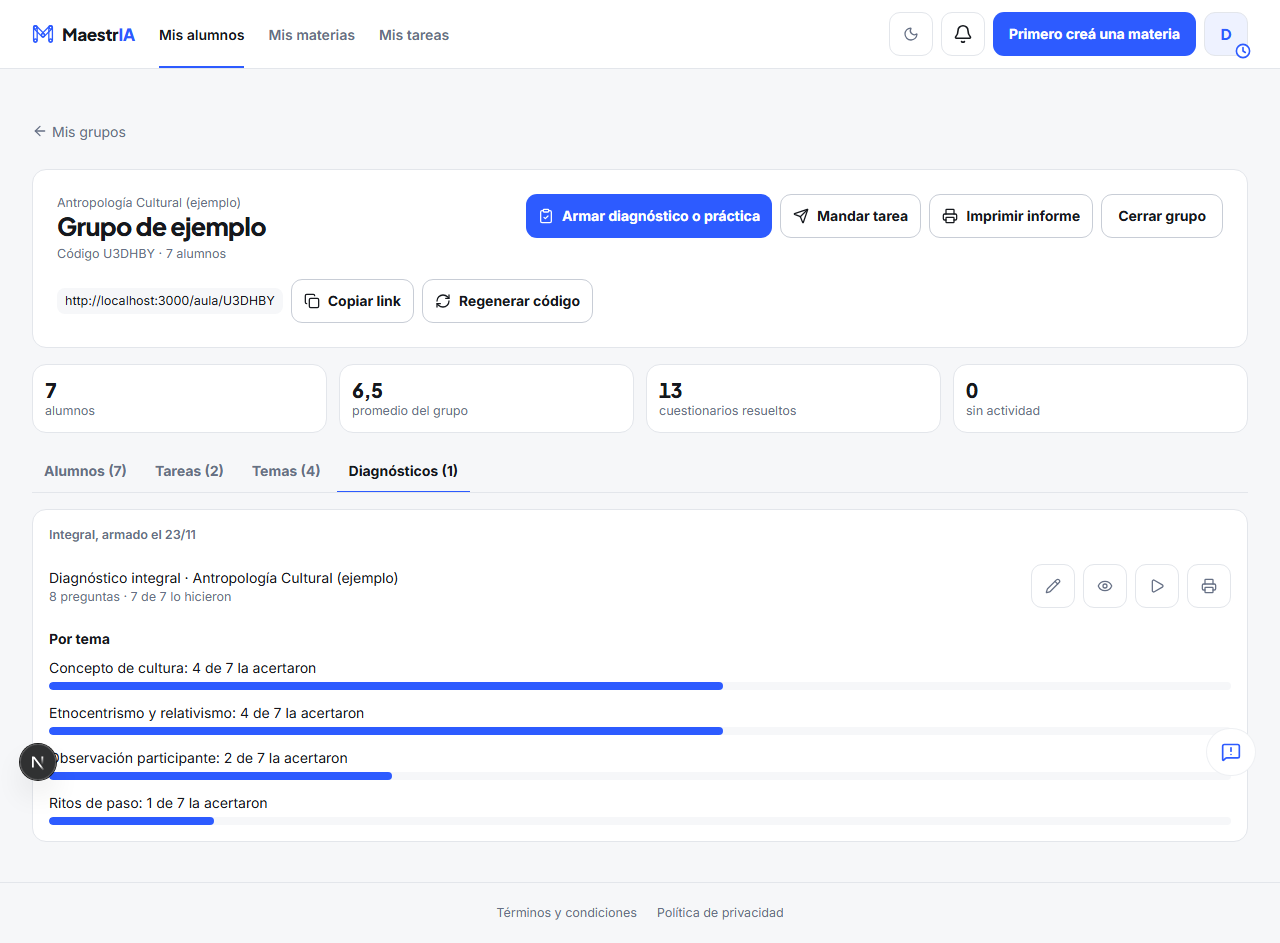 MaestrIA
Mis alumnos
Mis materias
Mis tareas
Primero creá una materia
D
Mis grupos
Antropología Cultural (ejemplo)
Grupo de ejemplo
Código U3DHBY · 7 alumnos
Armar diagnóstico o práctica
Mandar tarea
Imprimir informe
Cerrar grupo
http://localhost:3000/aula/U3DHBY
Copiar link
Regenerar código
7
alumnos
6,5
promedio del grupo
13
cuestionarios resueltos
0
sin actividad
Alumnos (7)
Tareas (2)
Temas (4)
Diagnósticos (1)
Integral, armado el 23/11
Diagnóstico integral · Antropología Cultural (ejemplo)
8 preguntas · 7 de 7 lo hicieron
Por tema
Concepto de cultura: 4 de 7 la acertaron
Etnocentrismo y relativismo: 4 de 7 la acertaron
Observación participante: 2 de 7 la acertaron
N
Ritos de paso: 1 de 7 la acertaron
Términos y condiciones
Política de privacidad